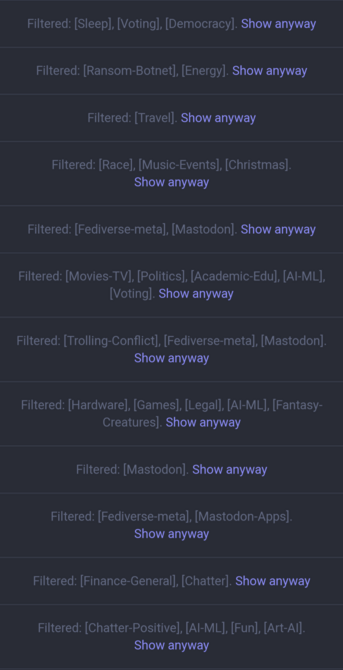 Filtered: [Sleep], [Voting], [Democracy]. Show anyway
Filtered: [Ransom-Botnet], [Energy]. Show anyway
Filtered: [Travel]. Show anyway
Filtered: [Race], [Music-Events], [Christmas].
Show anyway
Filtered: [Fediverse-meta], [Mastodon]. Show anyway
Filtered: [Movies-TV], [Politics], [Academic-Edu], [AI-ML],
[Voting]. Show anyway
Filtered: [Trolling-Conflict], [Fediverse-meta], [Mastodon].
Show anyway
Filtered: [Hardware], [Games], [Legal], [AI-ML], [Fantasy-
Creatures]. Show anyway
Filtered: [Mastodon]. Show anyway
Filtered: [Fediverse-meta], [Mastodon-Apps].
Show anyway
Filtered: [Finance-General], [Chatter]. Show anyway
Filtered: [Chatter-Positive], [AI-ML], [Fun], [Art-AI].
Show anyway